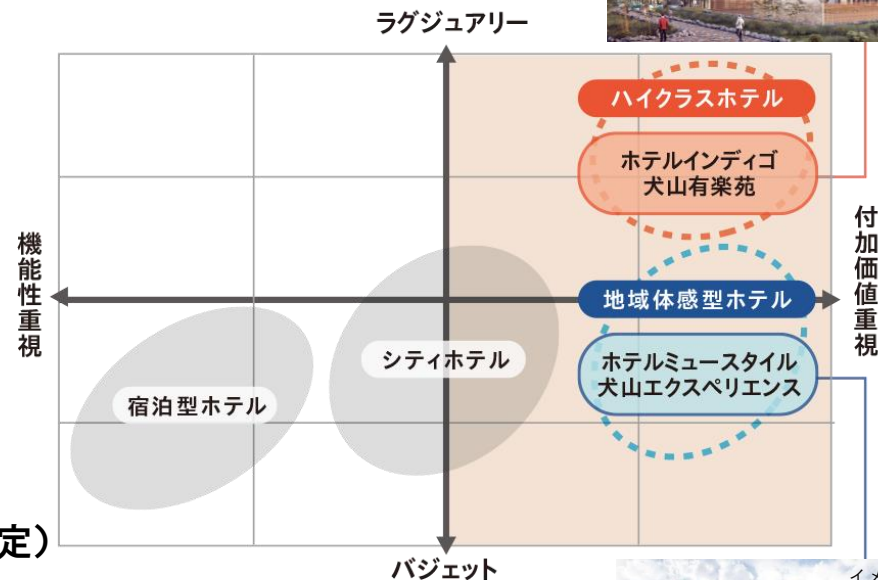 ラグジュアリー
ハイクラスホテル
ホテルインディゴ
犬山有楽苑
機能性重視
付加価値重視
地域体感型ホテル
シティホテル
ホテルミュースタイル
犬山エクスペリエンス
宿泊型ホテル
定）
バジェット
イメ